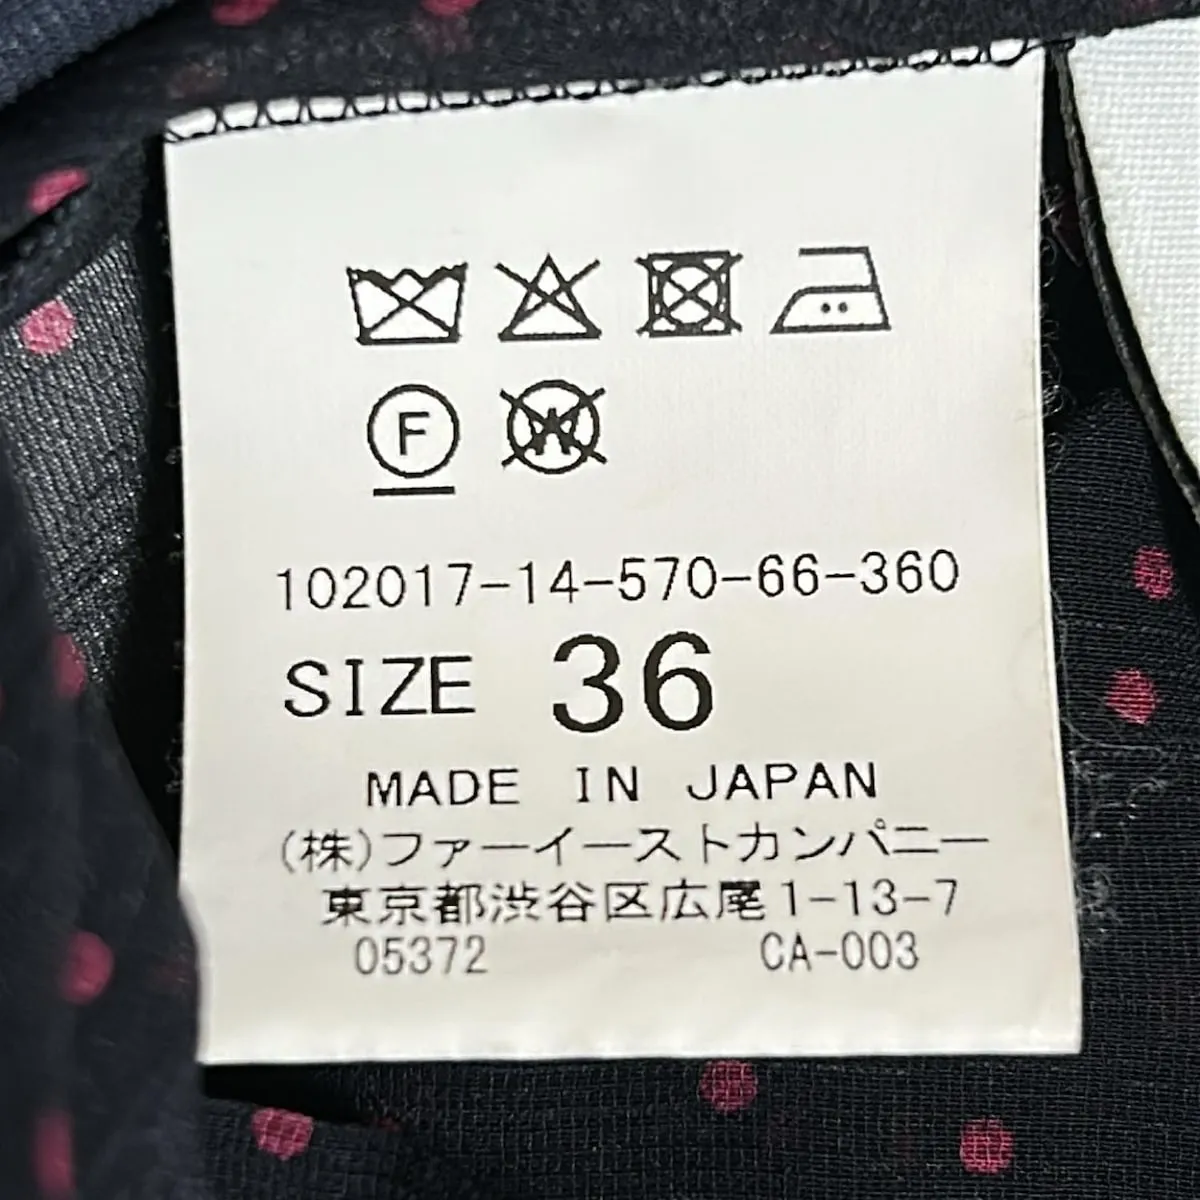 F
W
102017-14-570-66-360
SIZE 36
MADE IN JAPAN
(株)ファーイーストカンパニー
東京都渋谷区広尾1-13-7
05372 CA-003